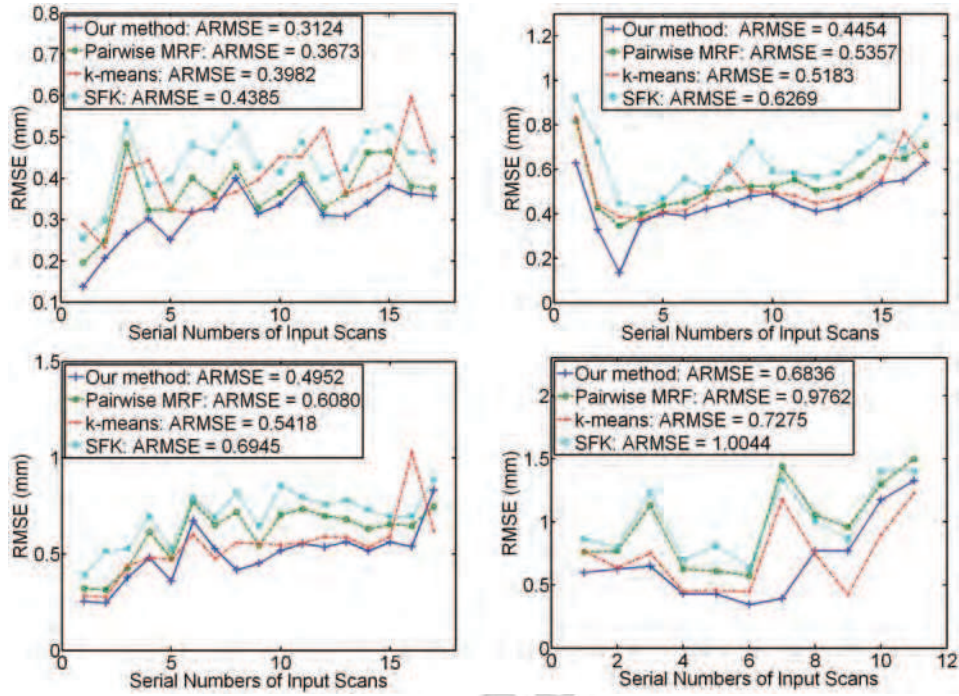 0.8
0.7
0.6
0.5
0.4
0.3
0.2
0.1
RMSE (mm)
Our method: ARMSE = 0.3124
Pairwise MRF: ARMSE = 0.3673
k-means: ARMSE = 0.3982
SFK: ARMSE = 0.4385
0 5 10 15
Serial Numbers of Input Scans
1.2
1
0.8
0.6
0.4
0.2
0
RMSE (mm)
Our method: ARMSE = 0.4454
Pairwise MRF: ARMSE = 0.5357
k-means: ARMSE = 0.5183
SFK: ARMSE = 0.6269
0 5 10 15
Serial Numbers of Input Scans
1.5
1
0.5
0
RMSE (mm)
Our method: ARMSE = 0.4952
Pairwise MRF: ARMSE = 0.6080
k-means: ARMSE = 0.5418
SFK: ARMSE = 0.6945
0 5 10 15
Serial Numbers of Input Scans
2
1.5
1
0.5
0
RMSE (mm)
Our method: ARMSE = 0.6836
Pairwise MRF: ARMSE = 0.9762
k-means: ARMSE = 0.7275
SFK: ARMSE = 1.0044
0 2 4 6 8 10 12
Serial Numbers of Input Scans